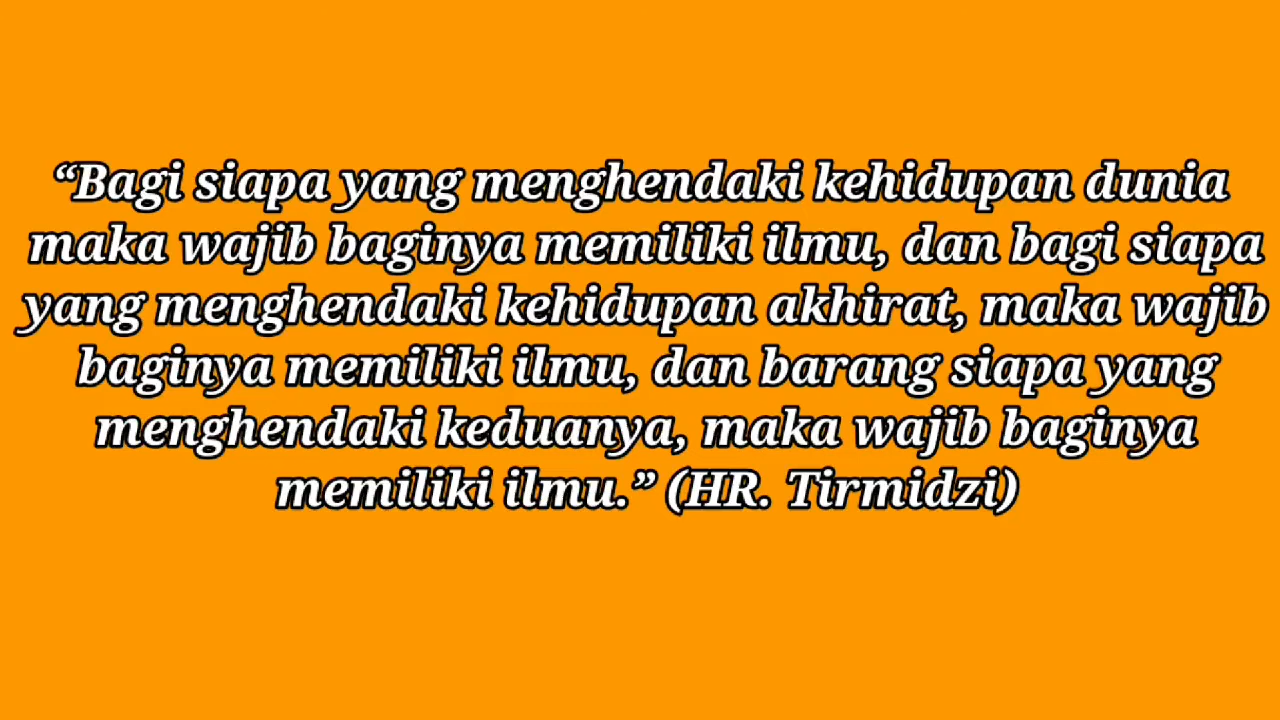 “Bagi siapa yang menghendaki kehidupan dunia
maka wajib baginya memiliki ilmu, dan bagi siapa
yang menghendaki kehidupan akhirat, maka wajib
baginya memiliki ilmu, dan barang siapa yang
menghendaki keduanya, maka wajib baginya
memiliki ilmu.” (HR. Tirmidzi)